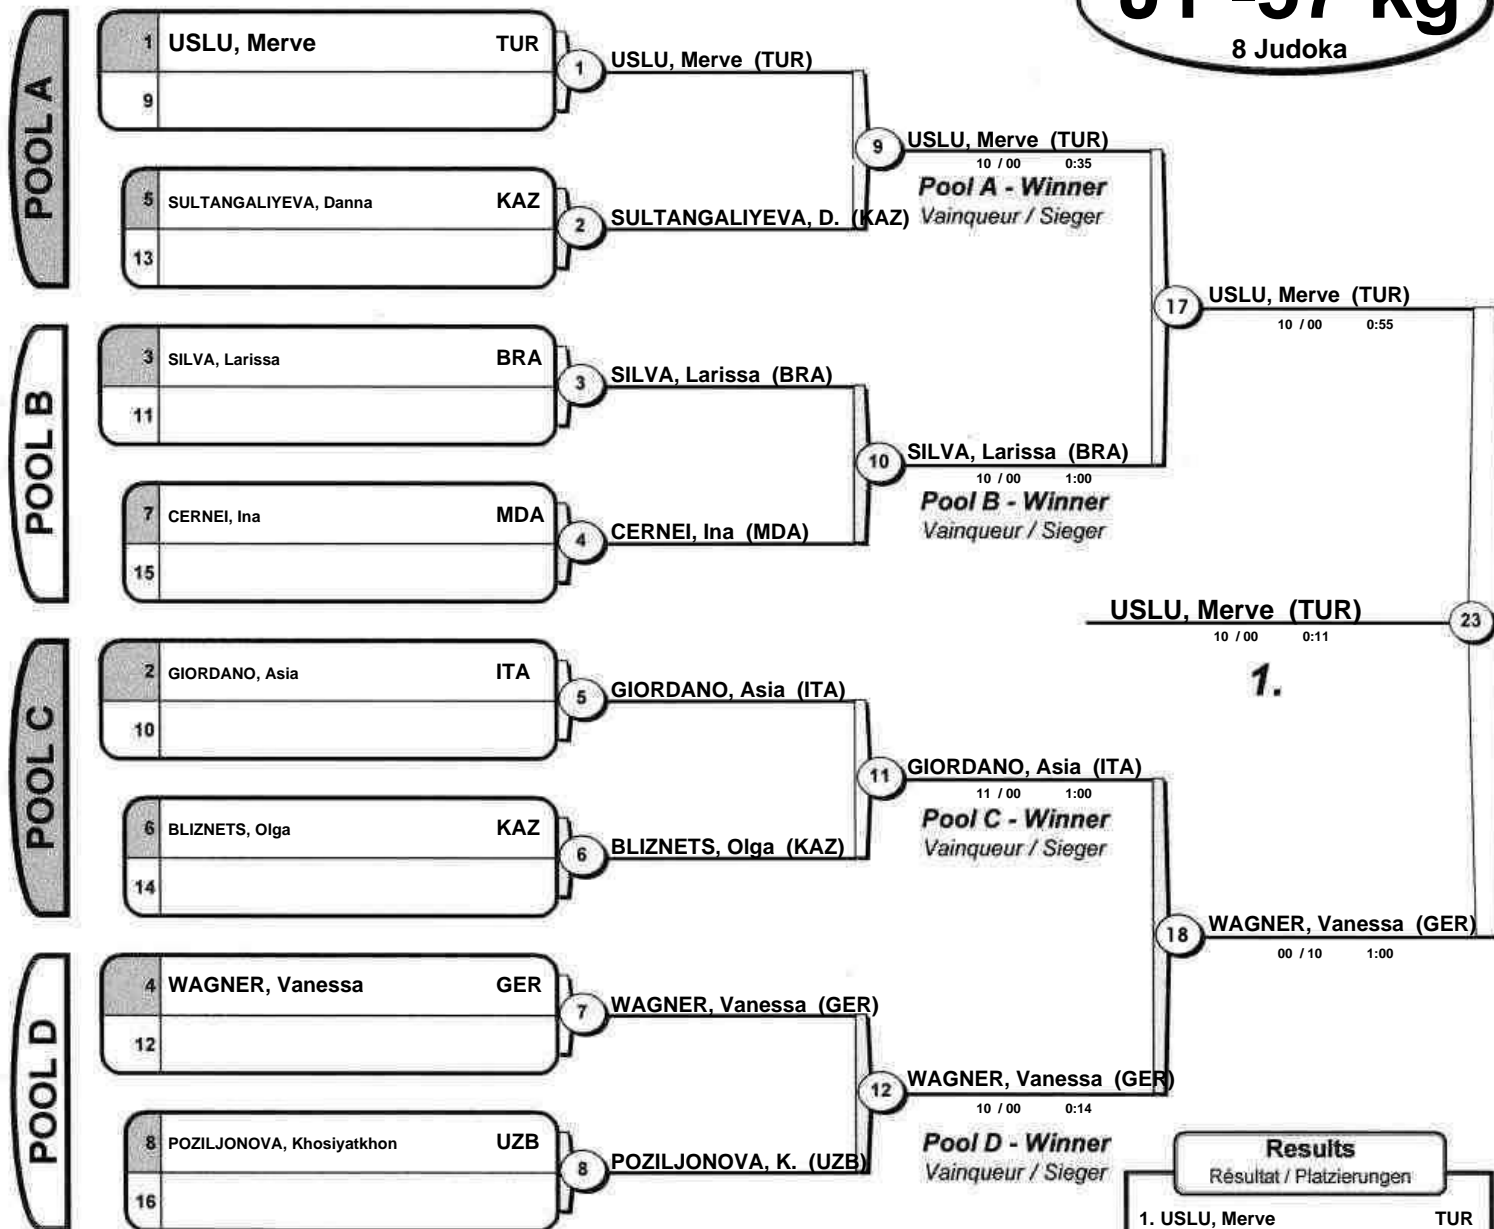 J1 -57 kg
8 Judoka
POOL A
1 USLU, Merve TUR
9
5 SULTANGALIYEVA, Danna KAZ
13
1 USLU, Merve (TUR)
2 SULTANGALIYEVA, D. (KAZ)
9 USLU, Merve (TUR)
10 / 00 0:35
Pool A - Winner
Vainqueur / Sieger
POOL B
3 SILVA, Larissa BRA
11
7 CERNEI, Ina MDA
15
3 SILVA, Larissa (BRA)
4 CERNEI, Ina (MDA)
10 SILVA, Larissa (BRA)
10 / 00 1:00
Pool B - Winner
Vainqueur / Sieger
17 USLU, Merve (TUR)
10 / 00 0:55
USLU, Merve (TUR) 23
10 / 00 0:11
1.
POOL C
2 GIORDANO, Asia ITA
10
6 BLIZNETS, Olga KAZ
14
5 GIORDANO, Asia (ITA)
6 BLIZNETS, Olga (KAZ)
11 GIORDANO, Asia (ITA)
11 / 00 1:00
Pool C - Winner
Vainqueur / Sieger
18 WAGNER, Vanessa (GER)
00 / 10 1:00
POOL D
4 WAGNER, Vanessa GER
12
8 POZILJONOVA, Khosiyatkhon UZB
16
7 WAGNER, Vanessa (GER)
8 POZILJONOVA, K. (UZB)
12 WAGNER, Vanessa (GER)
10 / 00 0:14
Pool D - Winner
Vainqueur / Sieger
Results
Résultat / Platzierungen
1. USLU, Merve TUR